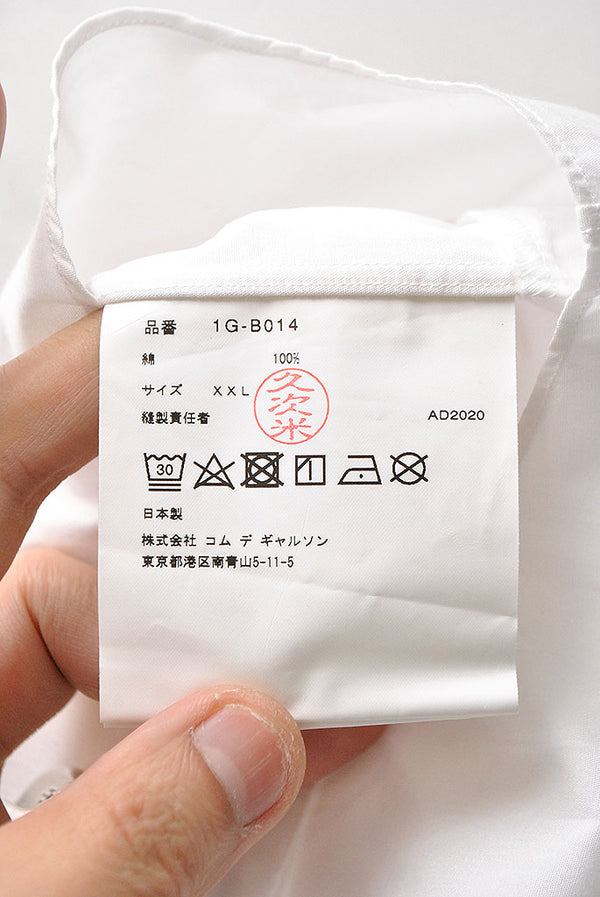 品番 1G-B014
綿 100%
サイズ XXL
縫製責任者 久次米 AD2020
30
日本製
株式会社 コム デ ギャルソン
東京都港区南青山5-11-5